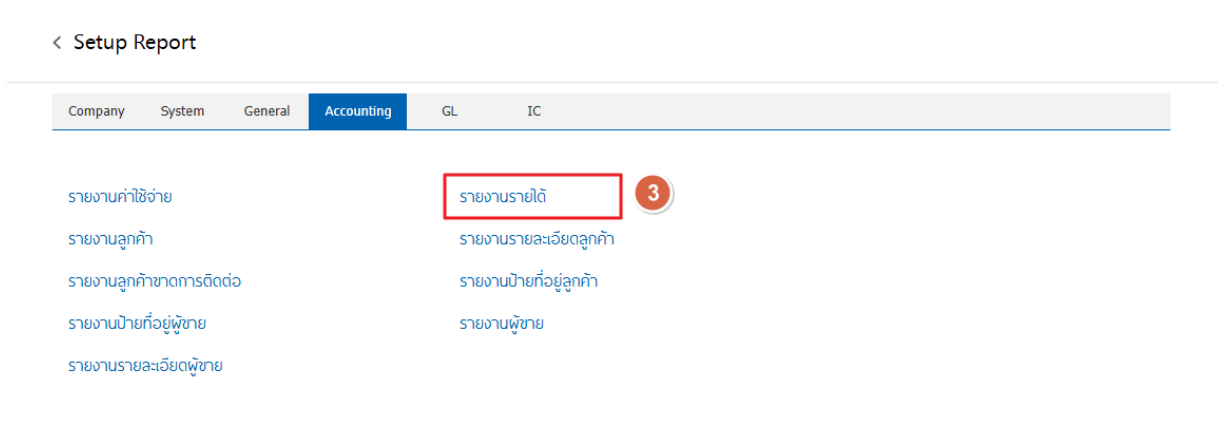 < Setup Report
Company System General Accounting GL IC
รายงานค่าใช้จ่าย รายงานรายได้ 3
รายงานลูกค้า รายงานรายละเอียดลูกค้า
รายงานลูกค้าขาดการติดต่อ รายงานป้ายที่อยู่ลูกค้า
รายงานป้ายที่อยู่ผู้ขาย รายงานผู้ขาย
รายงานรายละเอียดผู้ขาย